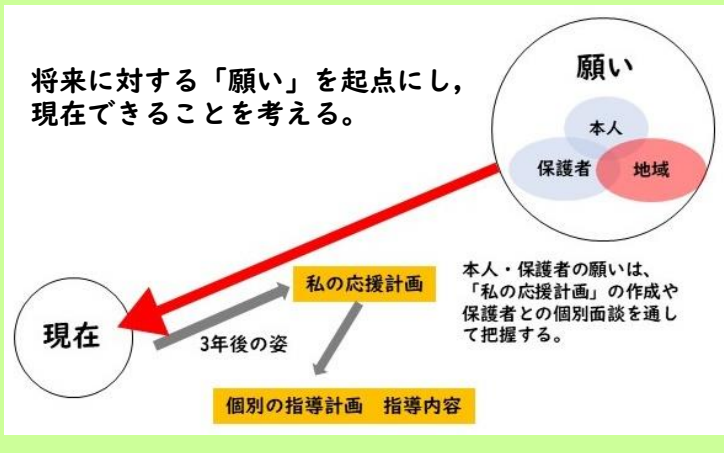 将来に対する「願い」を起点にし,
現在できることを考える。
願い
本人
保護者
地域
私の応援計画
本人・保護者の願いは、
「私の応援計画」の作成や
保護者との個別面談を通し
て把握する。
現在
3年後の姿
個別の指導計画　指導内容